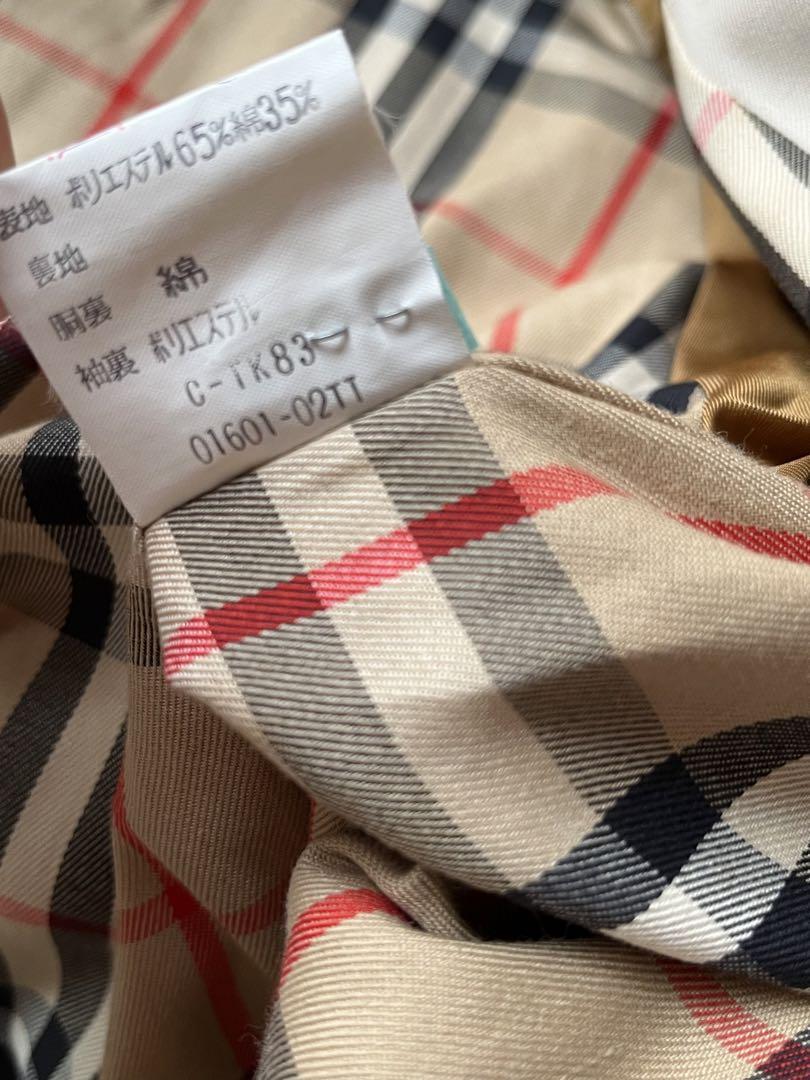 表地 ポリエステル65%綿35%
裏地
胴裏 綿
袖裏 ポリエステル
C-TK83
01601-02TT